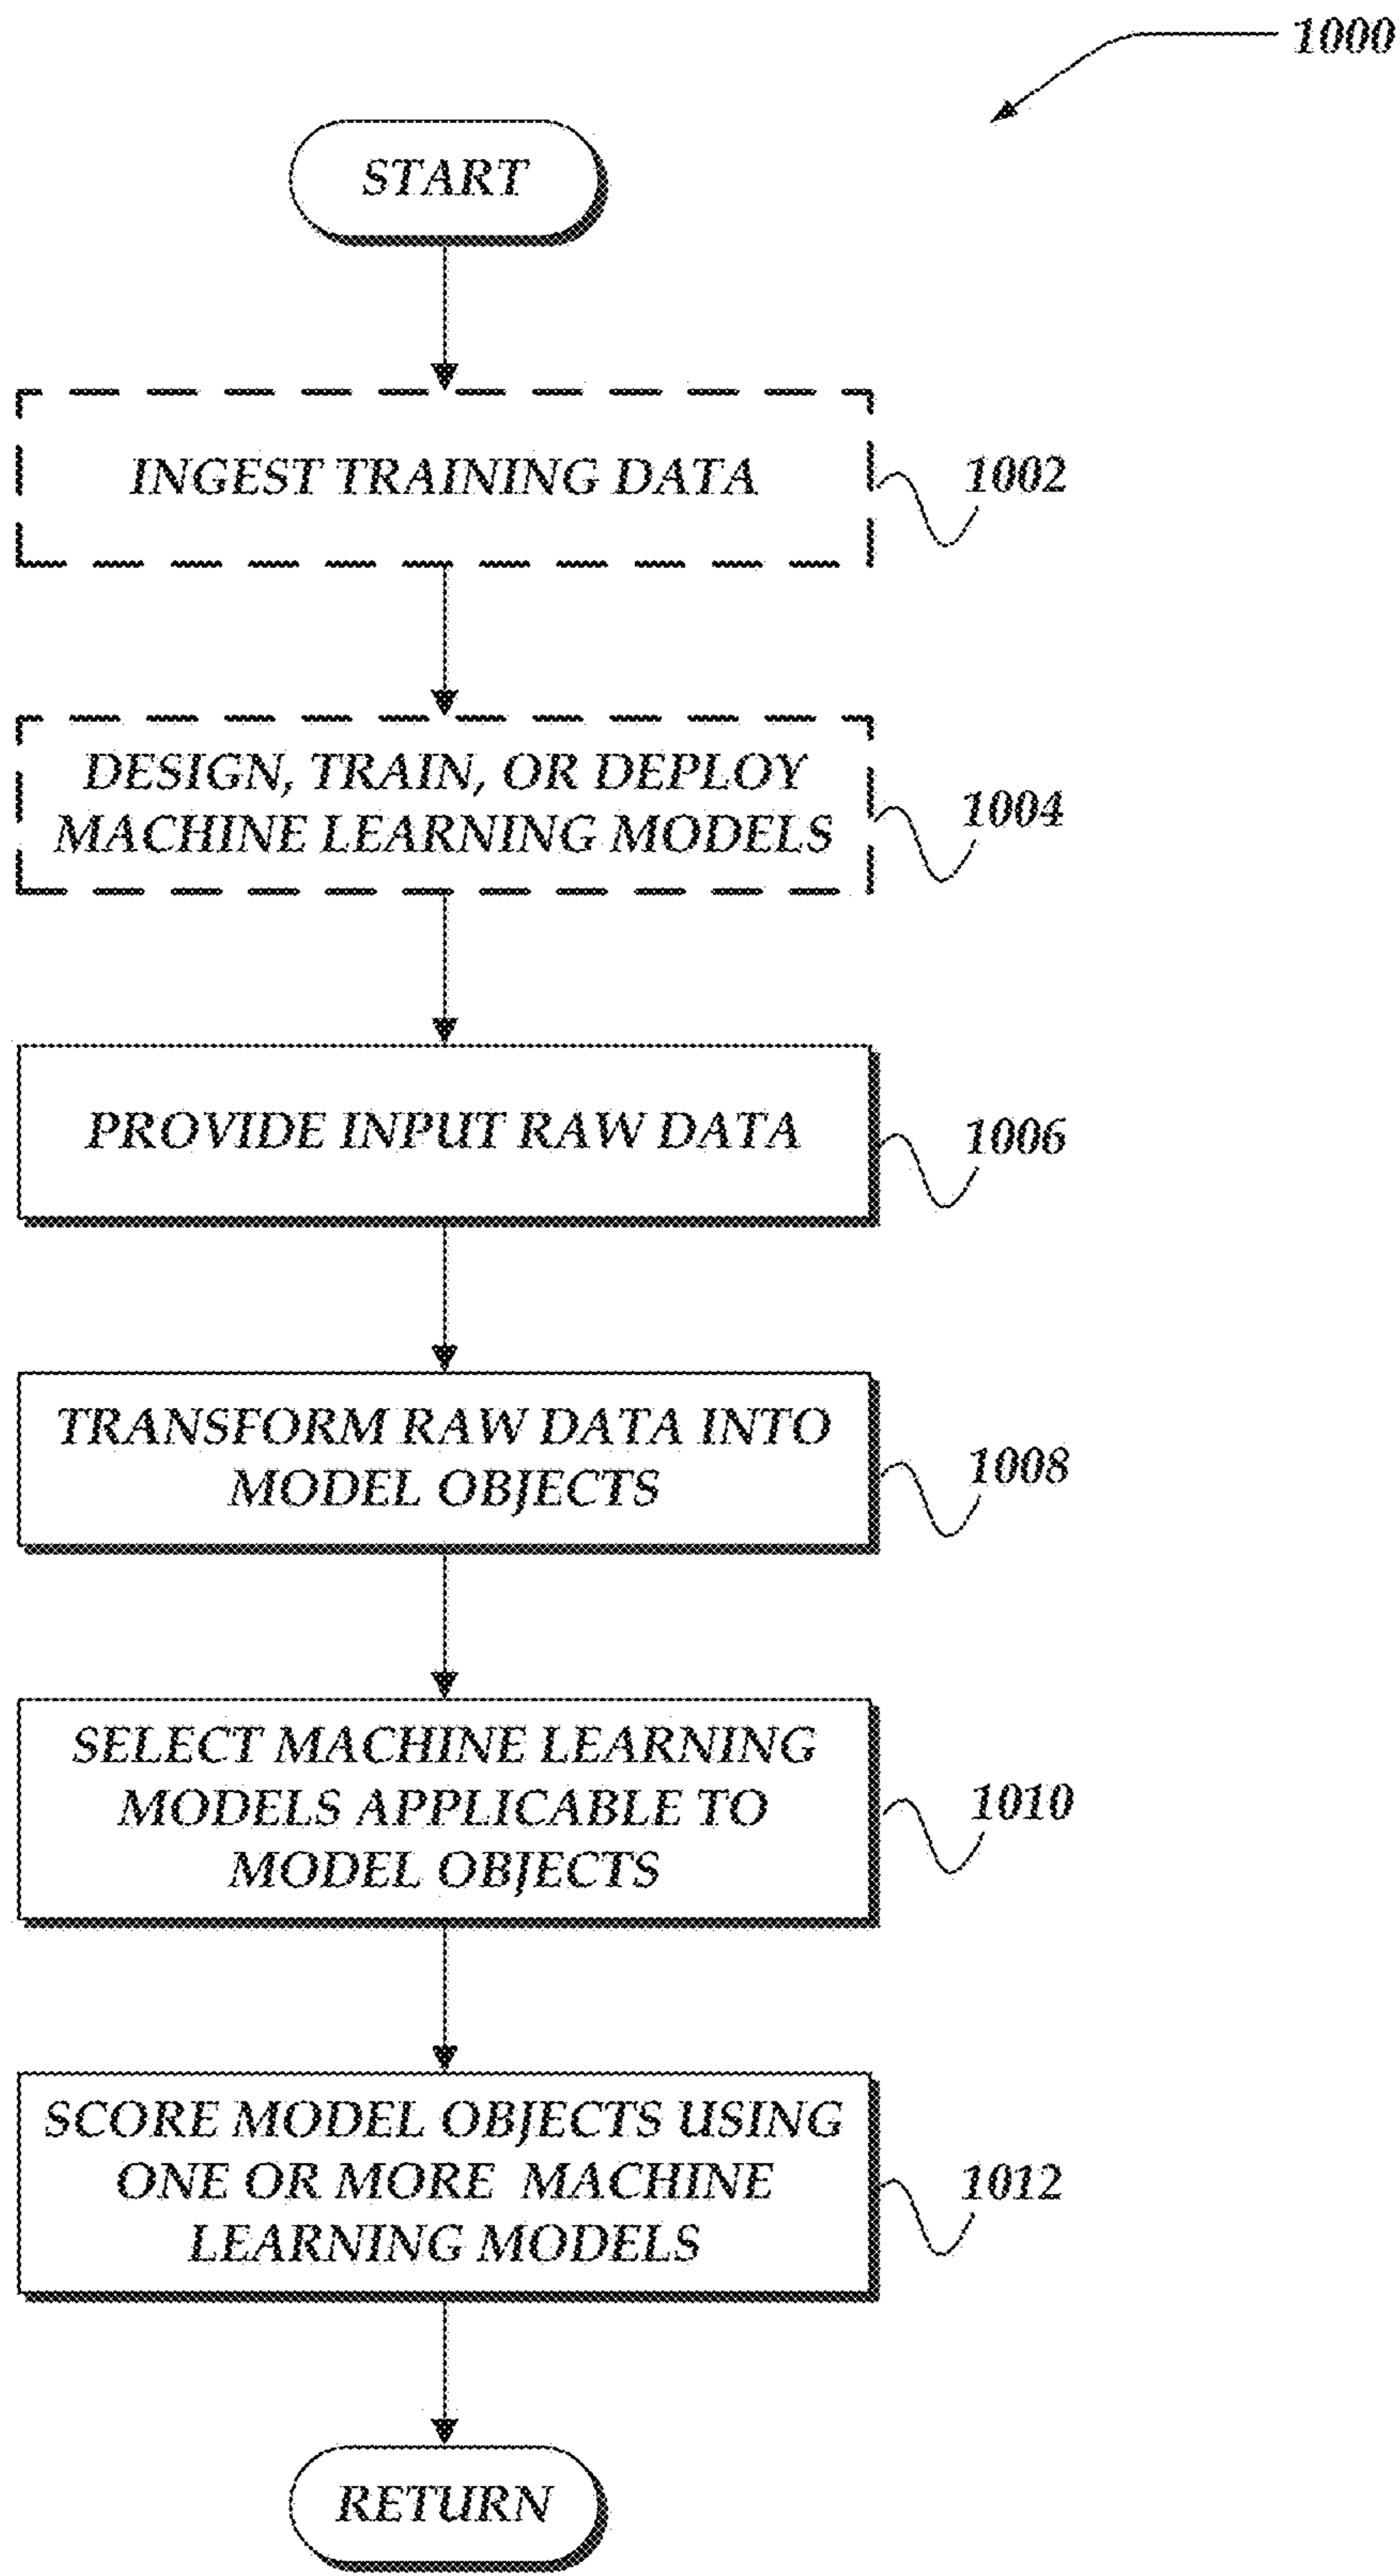 1000
START
INGEST TRAINING DATA
1002
DESIGN, TRAIN, OR DEPLOY
MACHINE LEARNING MODELS
1004
PROVIDE INPUT RAW DATA
1006
TRANSFORM RAW DATA INTO
MODEL OBJECTS
1008
SELECT MACHINE LEARNING
MODELS APPLICABLE TO
MODEL OBJECTS
1010
SCORE MODEL OBJECTS USING
ONE OR MORE MACHINE
LEARNING MODELS
1012
RETURN